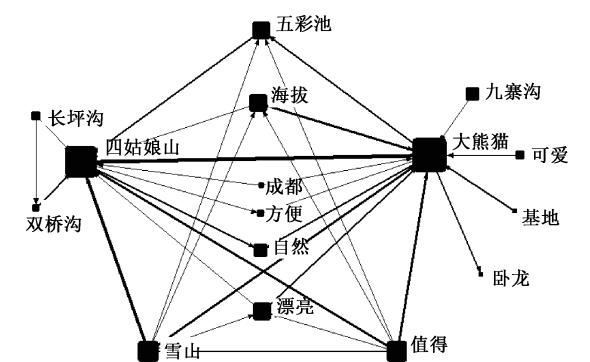 五彩池
海拔
九寨沟
长坪沟
四姑娘山
大熊猫
可爱
成都
方便
双桥沟
基地
自然
卧龙
漂亮
雪山
值得